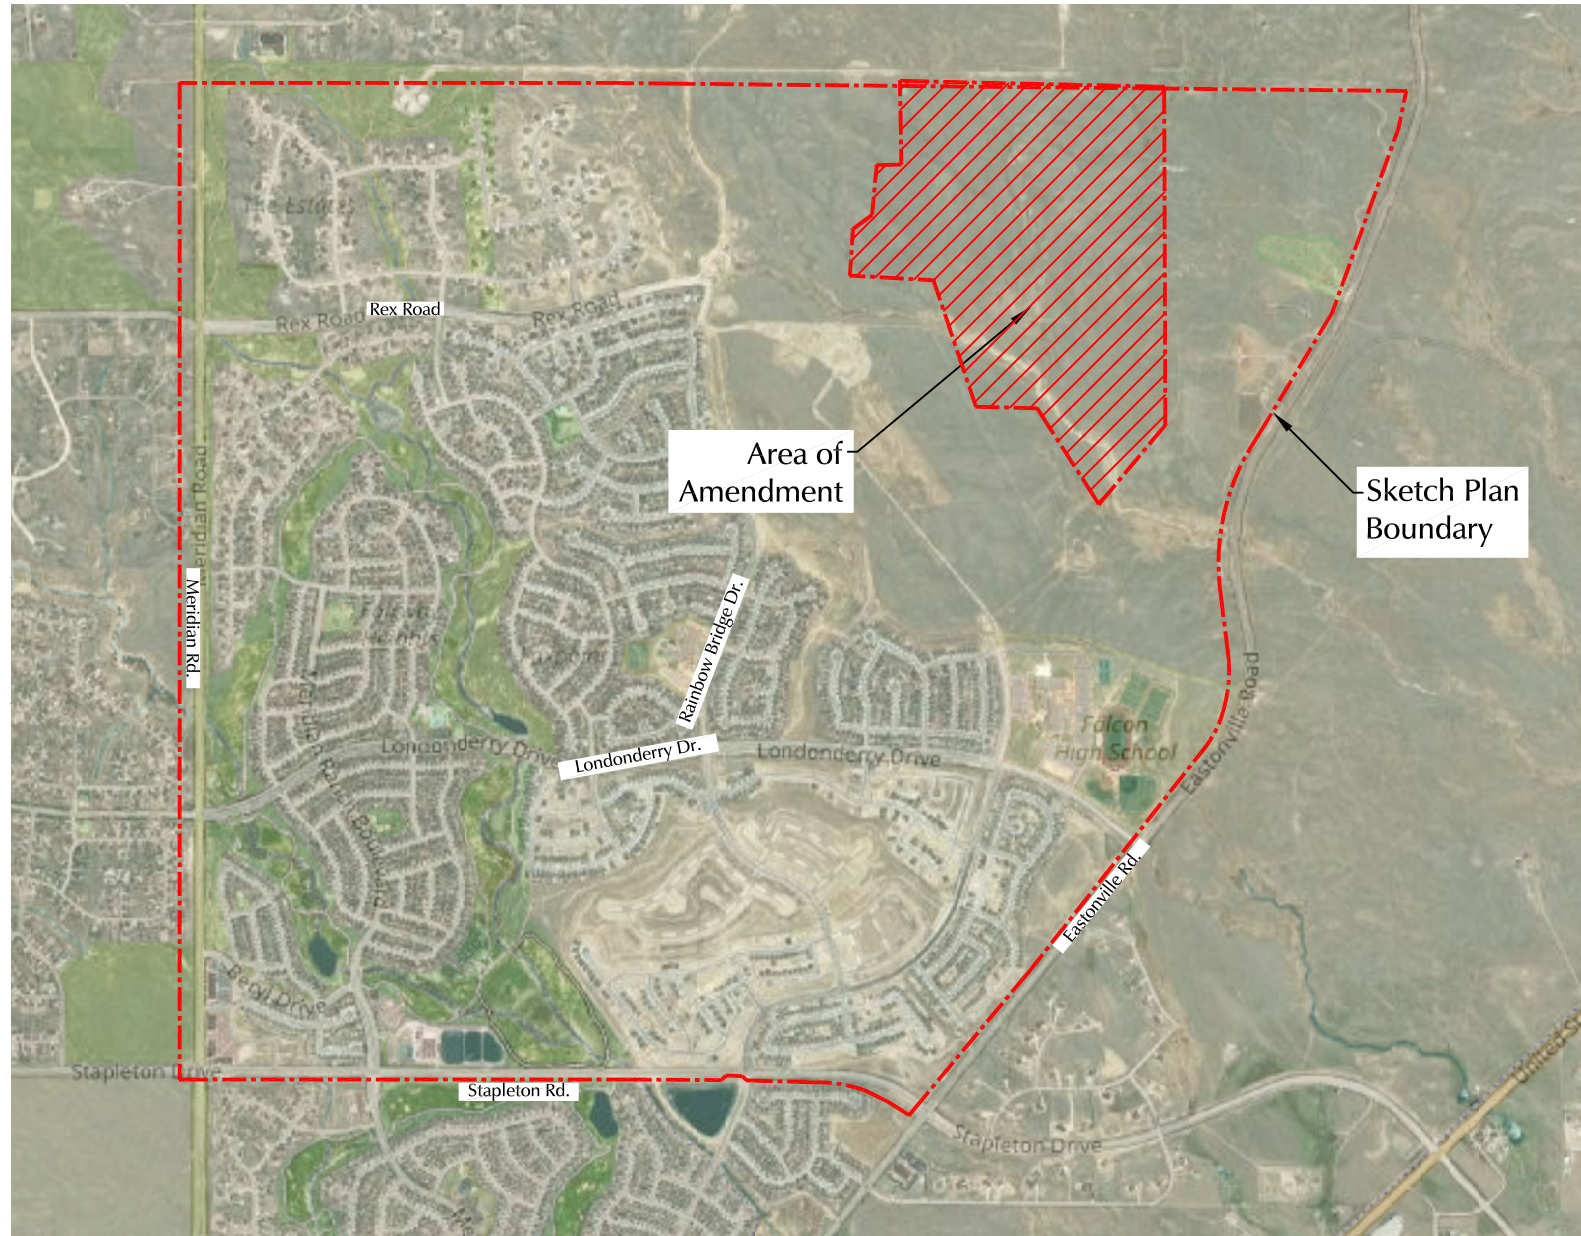 The Estates
Rex Road
Rex Road
Rex Road
Area of
Amendment
Sketch Plan
Boundary
Meridian Rd.
Rainbow Bridge Dr.
Falcon
High School
Eastonville Road
Londonderry Drive
Londonderry Dr.
Londonderry Drive
Eastonville Rd.
Beryl Drive
Stapleton Drive
Stapleton Rd.
Stapleton Drive